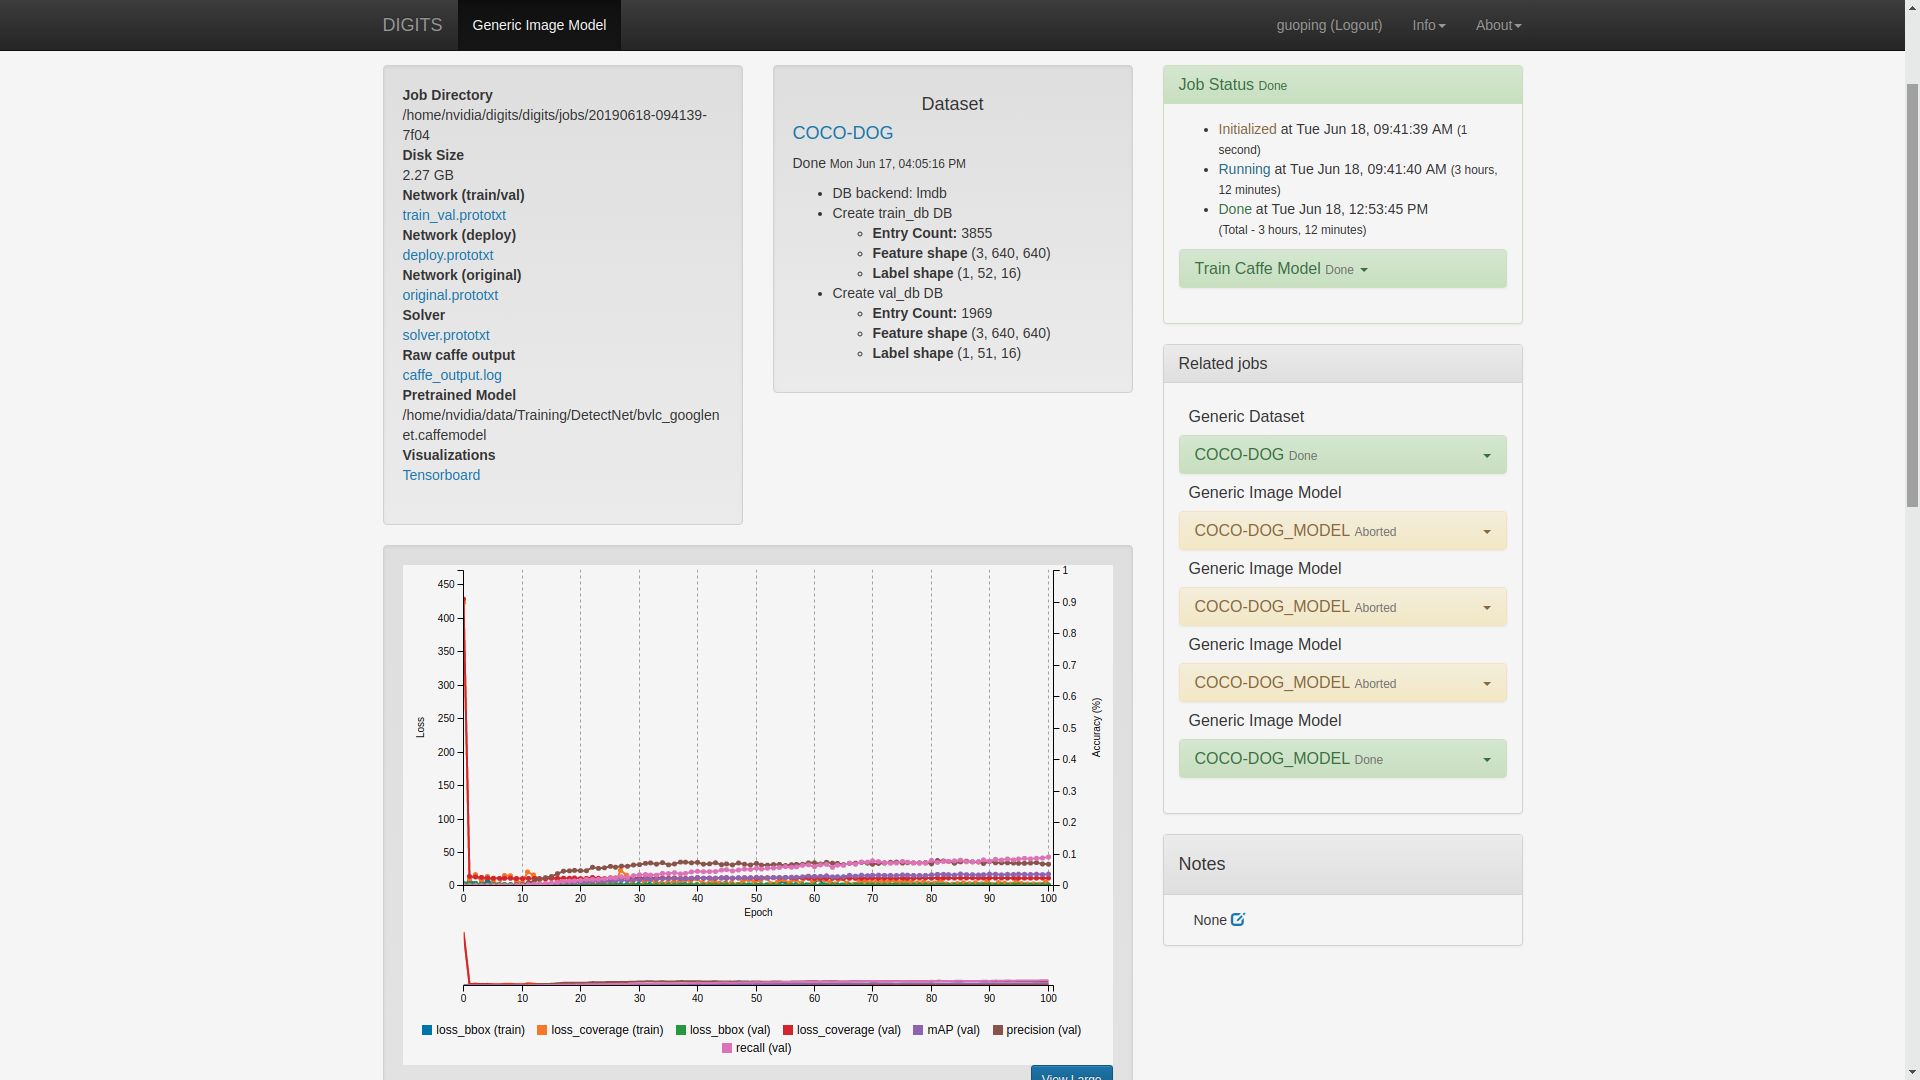 DIGITS
Generic Image Model
guoping (Logout)
Info
About
Job Directory
/home/nvidia/digits/digits/jobs/20190618-094139-
7f04
Disk Size
2.27 GB
Network (train/val)
train_val.prototxt
Network (deploy)
deploy.prototxt
Network (original)
original.prototxt
Solver
solver.prototxt
Raw caffe output
caffe_output.log
Pretrained Model
/home/nvidia/data/Training/DetectNet/bvlc_googlen
et.caffemodel
Visualizations
Tensorboard
Dataset
COCO-DOG
Done Mon Jun 17, 04:05:16 PM
DB backend: lmdb
Create train_db DB
Entry Count: 3855
Feature shape (3, 640, 640)
Label shape (1, 52, 16)
Create val_db DB
Entry Count: 1969
Feature shape (3, 640, 640)
Label shape (1, 51, 16)
Job Status Done
Initialized at Tue Jun 18, 09:41:39 AM (1
second)
Running at Tue Jun 18, 09:41:40 AM (3 hours,
12 minutes)
Done at Tue Jun 18, 12:53:45 PM
(Total - 3 hours, 12 minutes)
Train Caffe Model Done
Related jobs
Generic Dataset
COCO-DOG Done
Generic Image Model
COCO-DOG_MODEL Aborted
Generic Image Model
COCO-DOG_MODEL Aborted
Generic Image Model
COCO-DOG_MODEL Aborted
Generic Image Model
COCO-DOG_MODEL Done
Notes
None
450
400
350
300
250
200
150
100
50
0
Loss
1
0.9
0.8
0.7
0.6
0.5
0.4
0.3
0.2
0.1
0
Accuracy (%)
0 10 20 30 40 50 60 70 80 90 100
Epoch
0 10 20 30 40 50 60 70 80 90 100
loss_bbox (train) loss_coverage (train) loss_bbox (val) loss_coverage (val) mAP (val) precision (val)
recall (val)
View Large